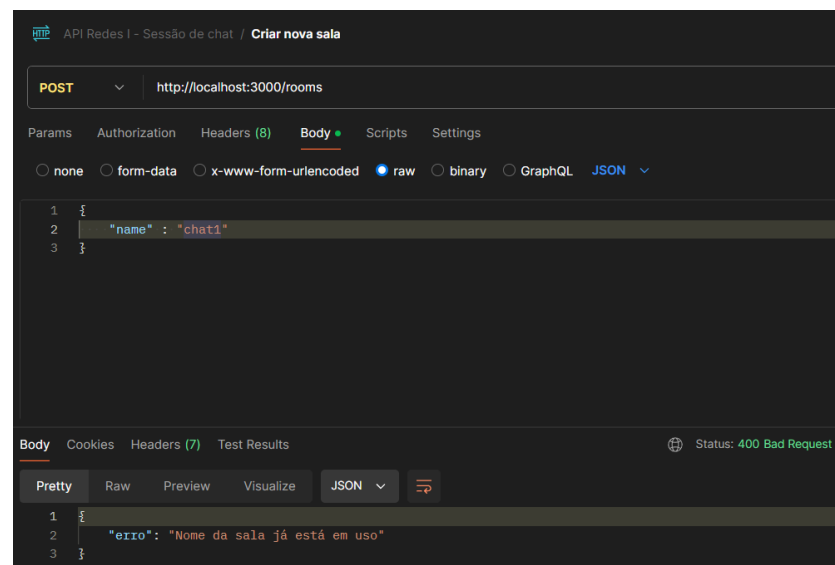 HTTP API Redes I - Sessão de chat / Criar nova sala
POST http://localhost:3000/rooms
Params Authorization Headers (8) Body Scripts Settings
none form-data x-www-form-urlencoded raw binary GraphQL JSON
1 {
2 "name" : "chat1"
3 }
Body Cookies Headers (7) Test Results Status: 400 Bad Request
Pretty Raw Preview Visualize JSON
1 {
2 "erro": "Nome da sala já está em uso"
3 }